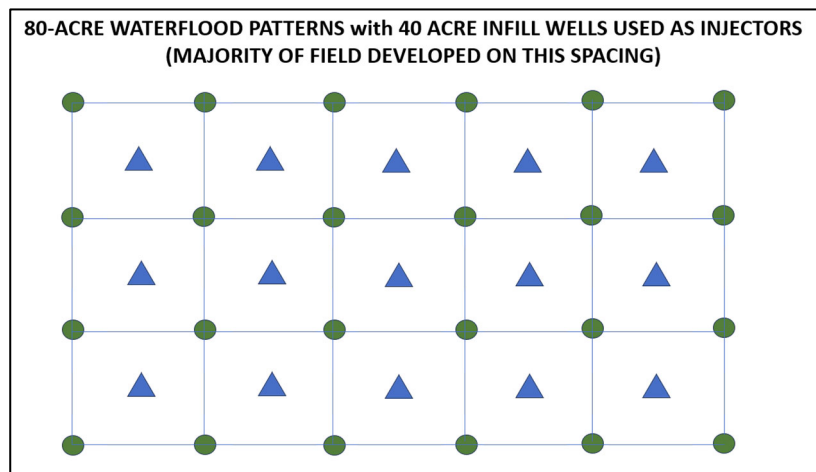 80-ACRE WATERFLOOD PATTERNS with 40 ACRE INFILL WELLS USED AS INJECTORS
(MAJORITY OF FIELD DEVELOPED ON THIS SPACING)